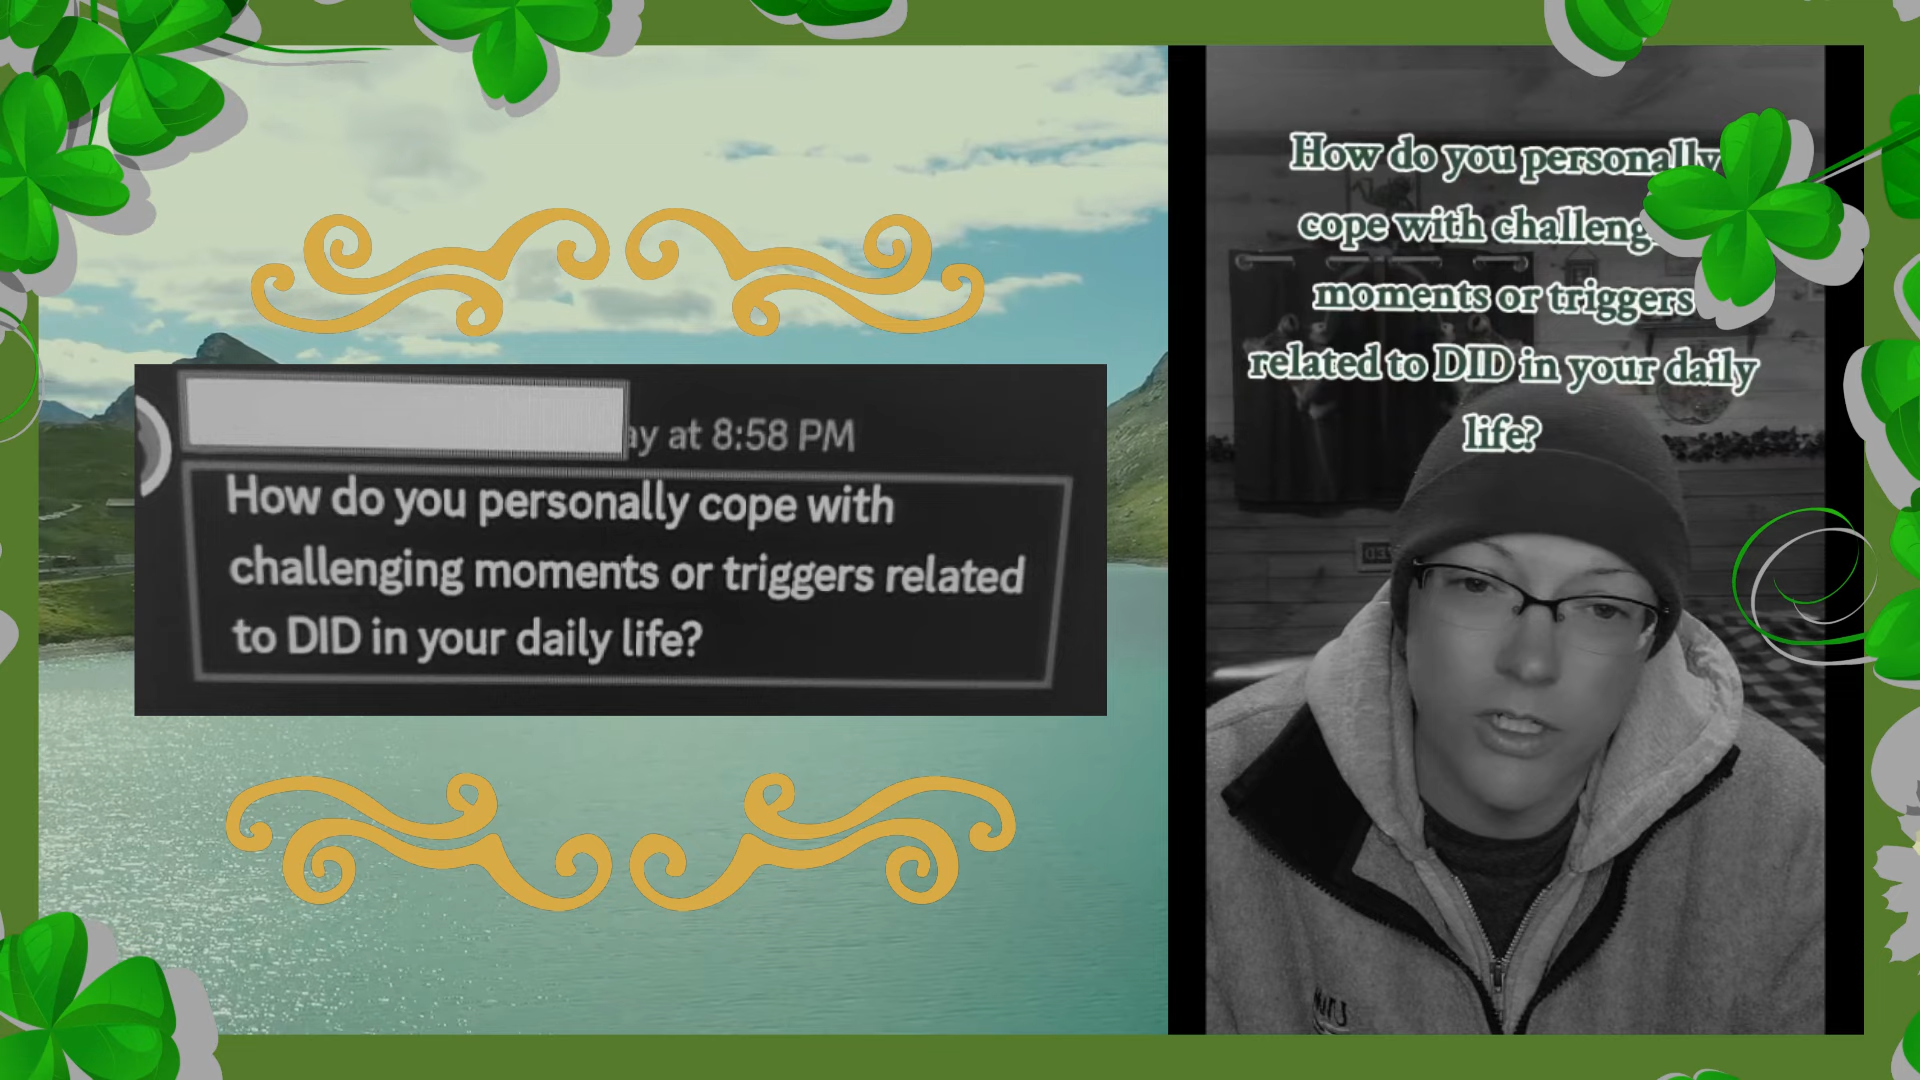 ay at 8:58 PM
How do you personally cope with
challenging moments or triggers related
to DID in your daily life?
How do you personally
cope with challeng
moments or triggers
related to DID in your daily
life?